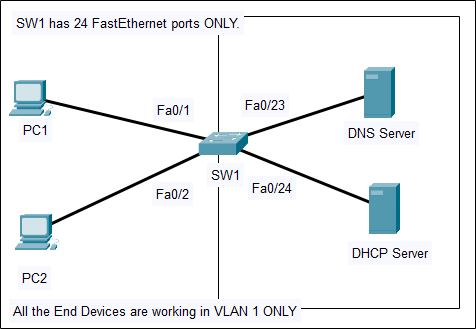 SW1 has 24 FastEthernet ports ONLY.
Fa0/1
Fa0/23
PC1
DNS Server
SW1
Fa0/2
Fa0/24
PC2
DHCP Server
All the End Devices are working in VLAN 1 ONLY